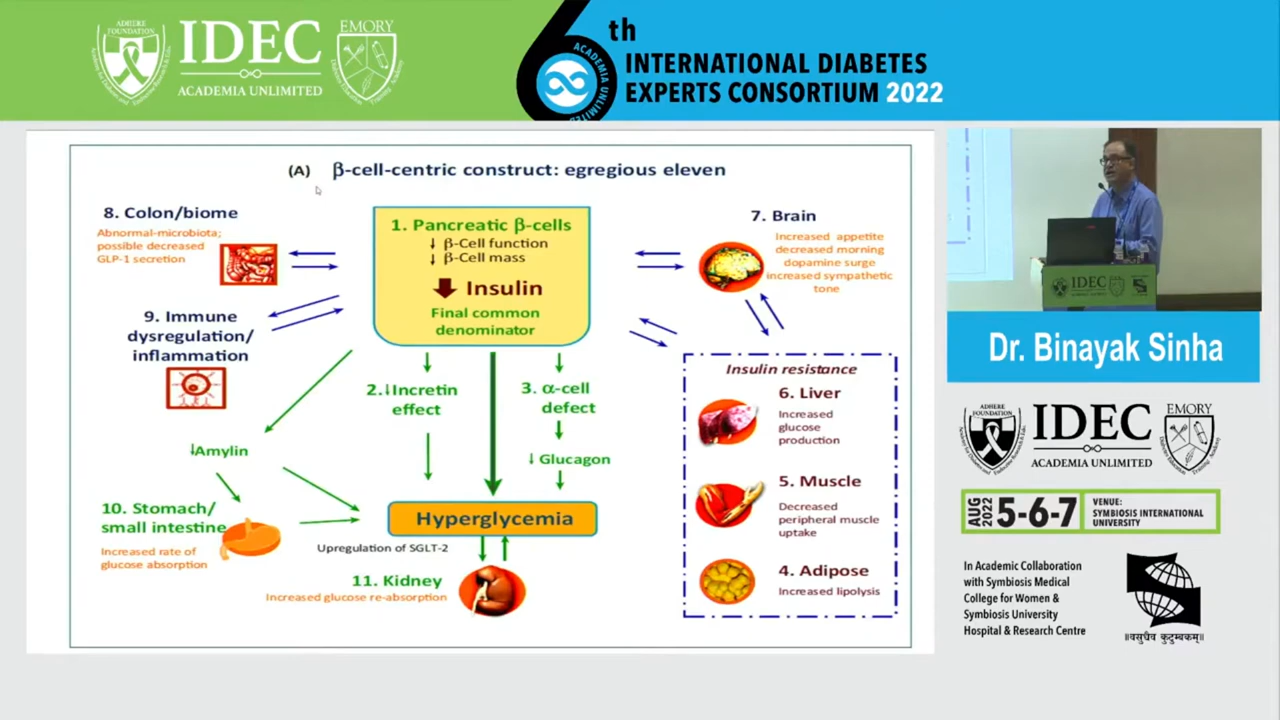 ADHERE
FOUNDATION
IDEC
ACADEMIA UNLIMITED
EMORY
6th
ACADEMIA UNLIMITED
INTERNATIONAL DIABETES
EXPERTS CONSORTIUM 2022
(A) β-cell-centric construct: egregious eleven
8. Colon/biome
Abnormal-microbiota;
possible decreased
GLP-1 secretion
1. Pancreatic β-cells
↓ β-Cell function
↓ β-Cell mass
Insulin
Final common
denominator
7. Brain
Increased appetite
decreased morning
dopamine surge
increased sympathetic
tone
9. Immune
dysregulation/
inflammation
2.↓Incretin
effect
3. α-cell
defect
↓ Glucagon
↓Amylin
Insulin resistance
6. Liver
Increased
glucose
production
5. Muscle
Decreased
peripheral muscle
uptake
4. Adipose
Increased lipolysis
10. Stomach/
small intestine
Increased rate of
glucose absorption
Hyperglycemia
Upregulation of SGLT-2
11. Kidney
Increased glucose re-absorption
IDEC
Dr. Binayak Sinha
ADHERE
FOUNDATION
IDEC
ACADEMIA UNLIMITED
EMORY
AUG
2022
5-6-7
VENUE:
SYMBIOSIS INTERNATIONAL
UNIVERSITY
In Academic Collaboration
with Symbiosis Medical
College for Women &
Symbiosis University
Hospital & Research Centre
॥वसुधैव कुटुम्बकम्॥